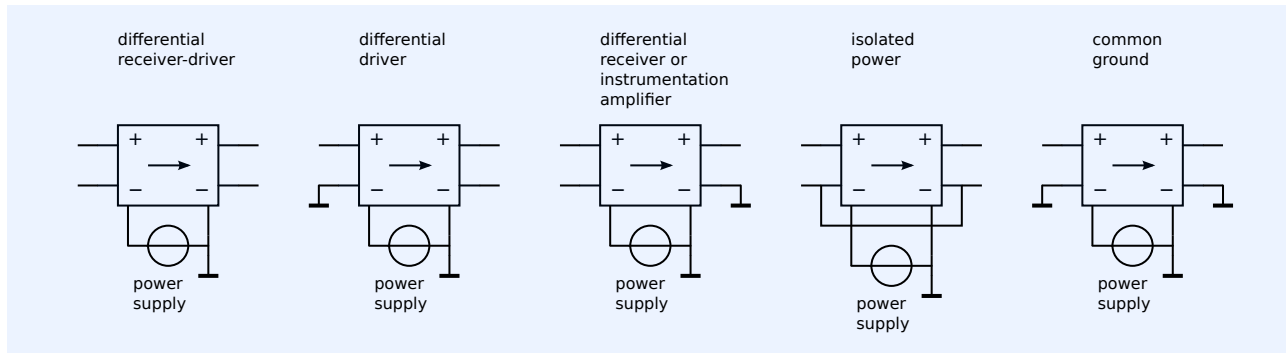 differential
receiver-driver
differential
driver
differential
receiver or
instrumentation
amplifier
isolated
power
common
ground
+ +
− −
+ +
− −
+ +
− −
+ +
− −
+ +
− −
power
supply
power
supply
power
supply
power
supply
power
supply